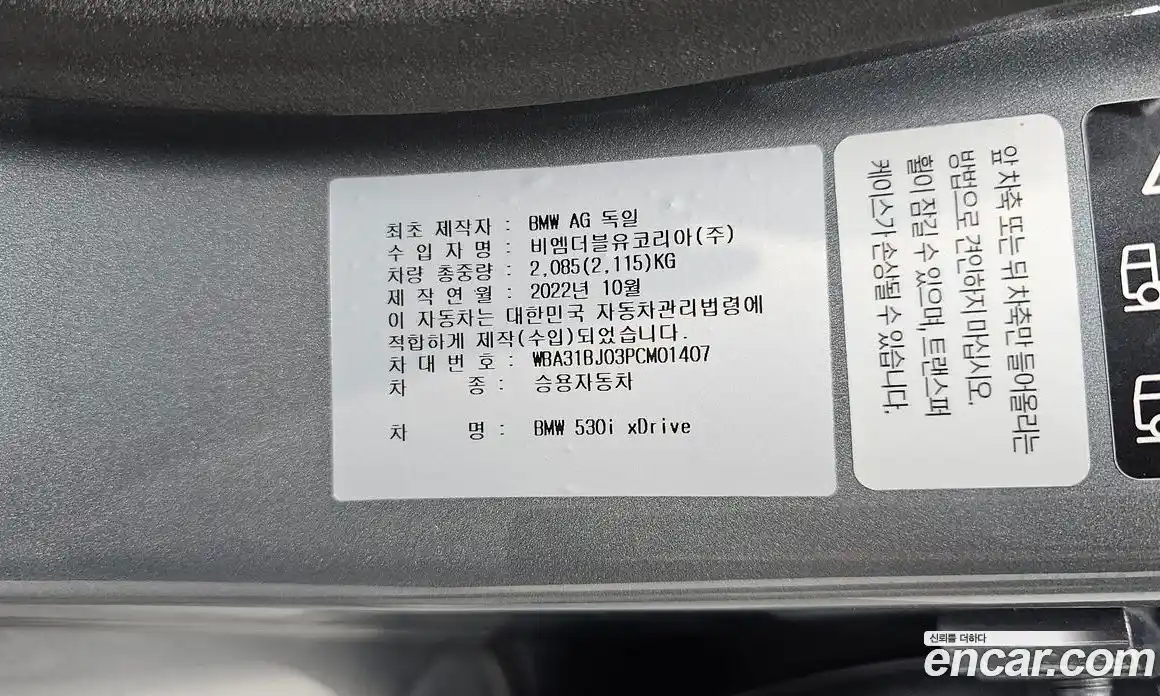 최초 제작자 : BMW AG 독일
수 입 자 명 : 비엠더블유코리아(주)
차량 총중량 : 2,085(2,115)KG
제 작 연 월 : 2022년 10월
이 자동차는 대한민국 자동차관리법령에
적합하게 제작(수입)되었습니다.
차 대 번 호 : WBA31BJ03PCM01407
차 종 : 승용자동차
차 명 : BMW 530i xDrive
앞 차축 또는 뒤 차축만 들어올리는
방법으로 견인하지 마십시오.
휠이 잠길 수 있으며, 트랜스퍼
케이스가 손상될 수 있습니다.
신뢰를 더하다
encar.com